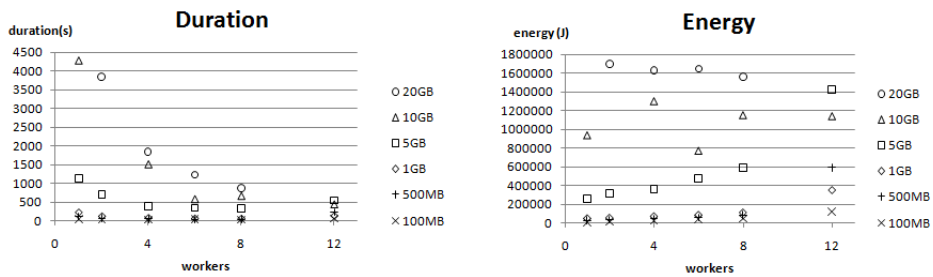 Duration
duration(s)
4500
4000
3500
3000
2500
2000
1500
1000
500
0
0
4
8
12
workers
20GB
10GB
5GB
1GB
500MB
100MB
Energy
energy (J)
1800000
1600000
1400000
1200000
1000000
800000
600000
400000
200000
0
0
4
8
12
workers
20GB
10GB
5GB
1GB
500MB
100MB